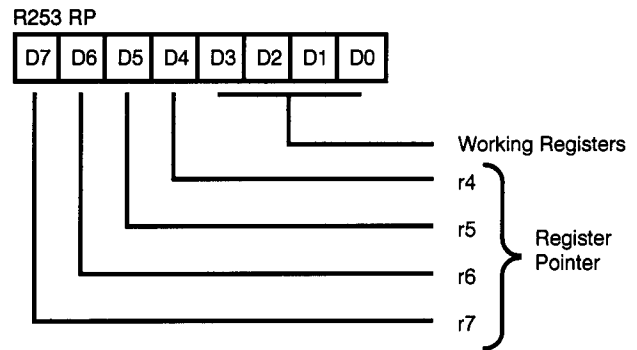 R253 RP
D7 D6 D5 D4 D3 D2 D1 D0
Working Registers
r4
r5
r6
r7
Register
Pointer